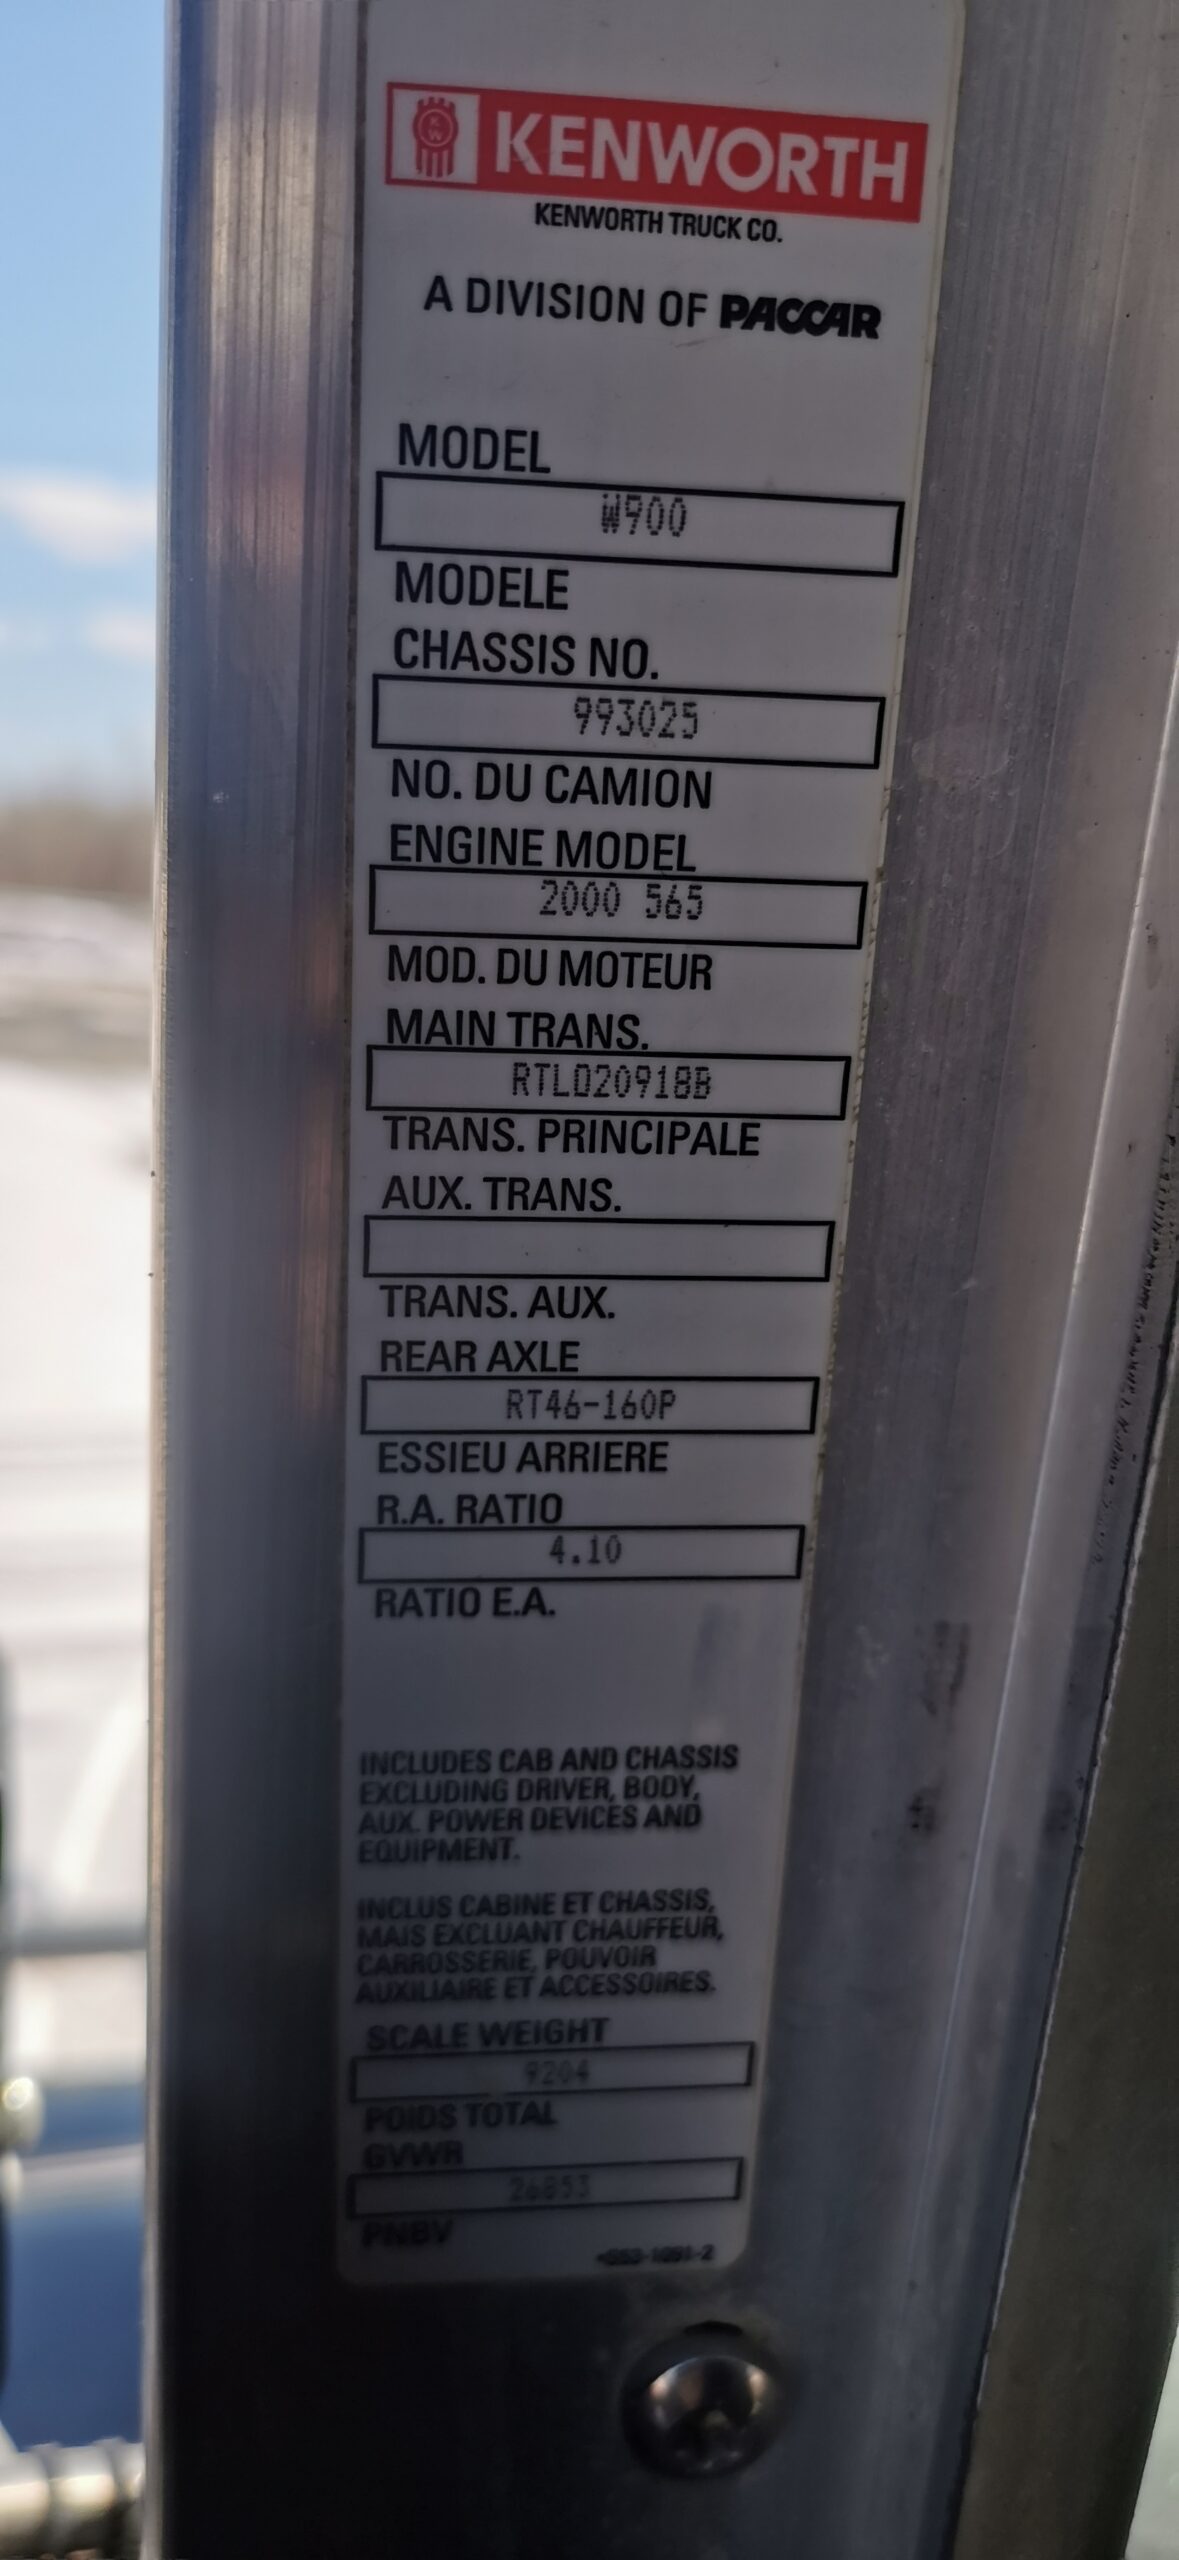 KENWORTH
KENWORTH TRUCK CO.
A DIVISION OF PACCAR
MODEL
W900
MODELE
CHASSIS NO.
993025
NO. DU CAMION
ENGINE MODEL
2000 565
MOD. DU MOTEUR
MAIN TRANS.
RTLO20918B
TRANS. PRINCIPALE
AUX. TRANS.
TRANS. AUX.
REAR AXLE
RT46-160P
ESSIEU ARRIERE
R.A. RATIO
4.10
RATIO E.A.
INCLUDES CAB AND CHASSIS
EXCLUDING DRIVER, BODY,
AUX. POWER DEVICES AND
EQUIPMENT.
INCLUS CABINE ET CHASSIS,
MAIS EXCLUANT CHAUFFEUR,
CARROSSERIE, POUVOIR
AUXILIAIRE ET ACCESSOIRES.
SCALE WEIGHT
9204
POIDS TOTAL
GVWR
26853
PNBV